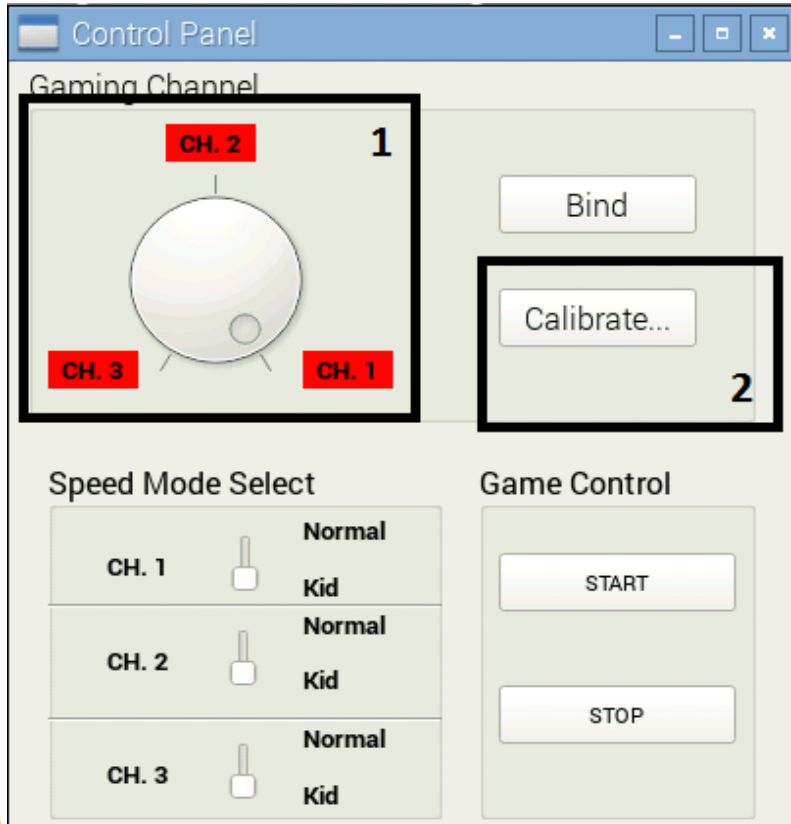 Control Panel
Gaming Channel
CH. 2
1
Bind
Calibrate...
CH. 3
CH. 1
2
Speed Mode Select
Game Control
Normal
CH. 1
Kid
START
Normal
CH. 2
Kid
STOP
Normal
CH. 3
Kid